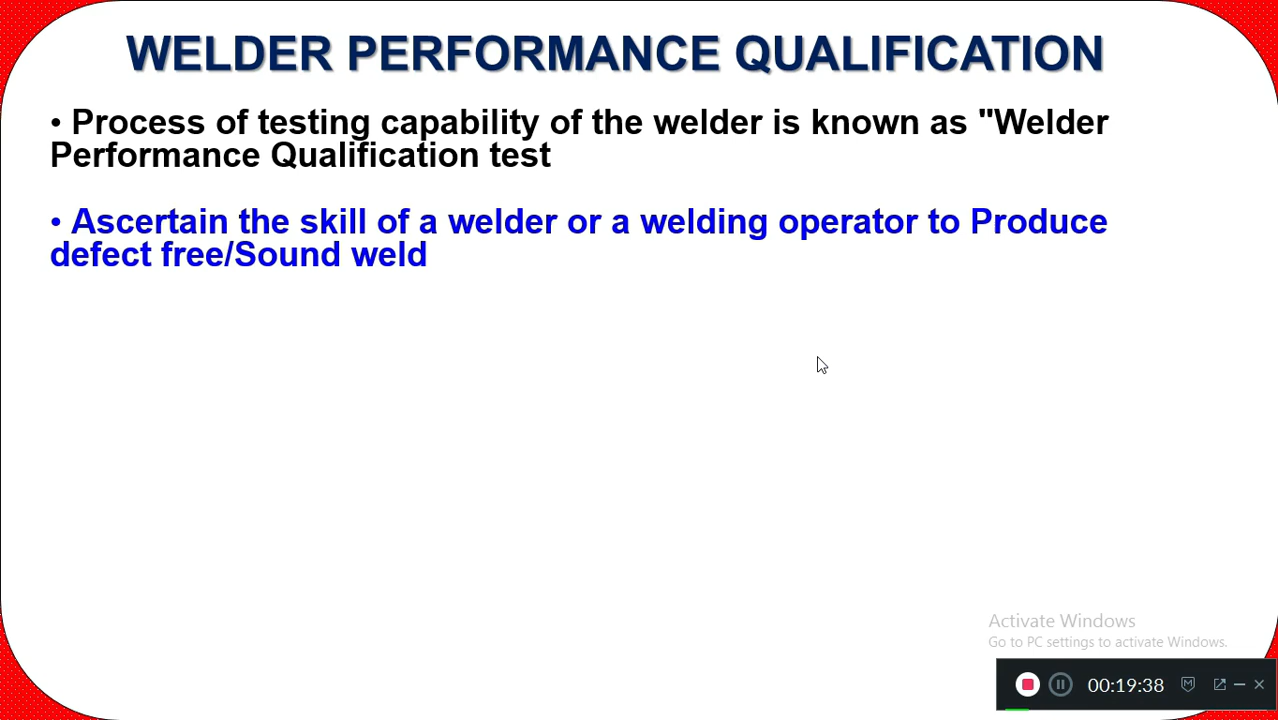 WELDER PERFORMANCE QUALIFICATION
• Process of testing capability of the welder is known as "Welder
Performance Qualification test
• Ascertain the skill of a welder or a welding operator to Produce
defect free/Sound weld
Activate Windows
Go to PC settings to activate Windows.
00:19:38